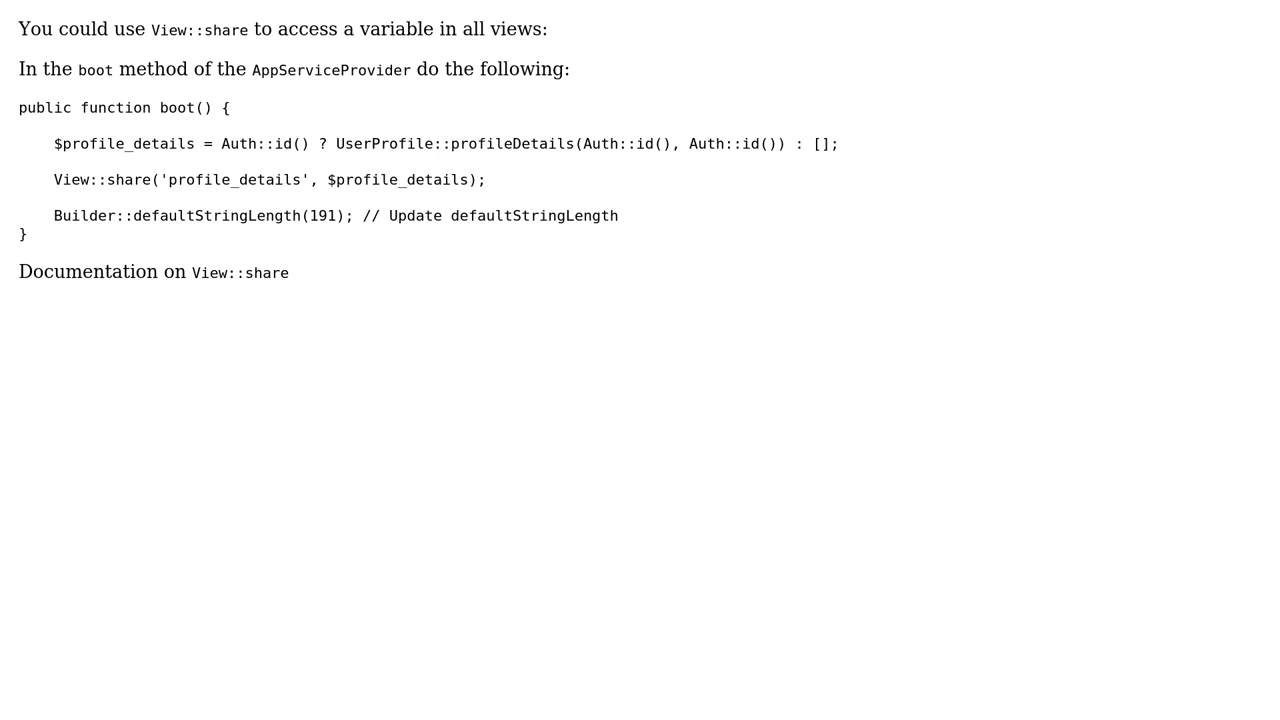 You could use View::share to access a variable in all views:
In the boot method of the AppServiceProvider do the following:
public function boot() {
    $profile_details = Auth::id() ? UserProfile::profileDetails(Auth::id(), Auth::id()) : [];
    View::share('profile_details', $profile_details);
    Builder::defaultStringLength(191); // Update defaultStringLength
}
Documentation on View::share